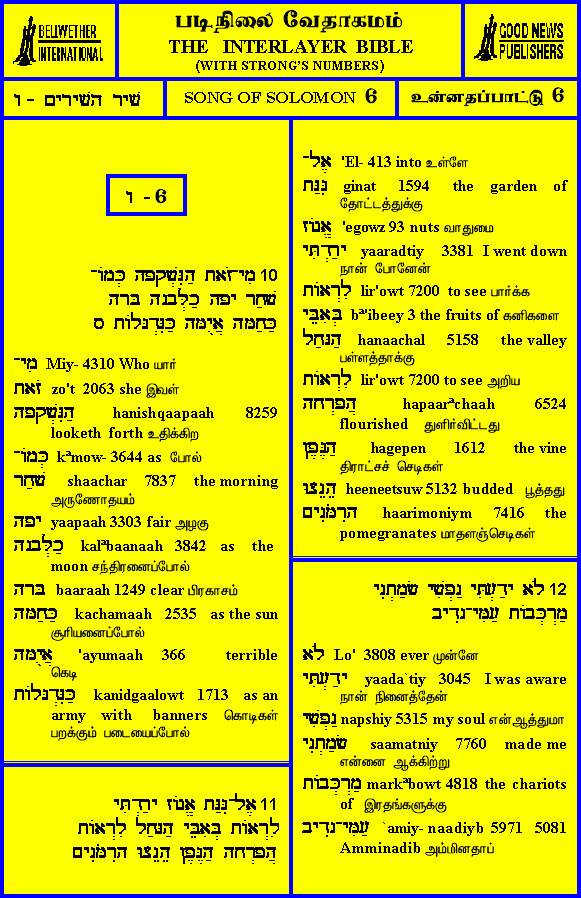 BELLWETHER
INTERNATIONAL
படிநிலை வேதாகமம்
THE INTERLAYER BIBLE
(WITH STRONG'S NUMBERS)
GOOD NEWS
PUBLISHERS
שיר השירים - ו
SONG OF SOLOMON 6
உன்னதப்பாட்டு 6
ו - 6
10 מִי־זֹאת הַנִּשְׁקָפָה כְּמוֹ־
שָׁחַר יָפָה כַלְּבָנָה בָּרָה
כַּחַמָּה אֲיֻמָּה כַּנִּדְגָּלוֹת ס
מִי־ Miy- 4310 Who யார்
זֹאת zo't 2063 she இவள்
הַנִּשְׁקָפָה hanishqaapaah 8259
looketh forth உதிக்கிற
כְּמוֹ־ kªmow- 3644 as போல்
שַׁחַר shaachar 7837 the morning
அருணோதயம்
יָפָה yaapaah 3303 fair அழகு
כַלְּבָנָה kalªbaanaah 3842 as the
moon சந்திரனைப்போல்
בָּרָה baaraah 1249 clear பிரகாசம்
כַּחַמָּה kachamaah 2535 as the sun
சூரியனைப்போல்
אֲיֻמָּה 'ayumaah 366 terrible
கெடி
כַּנִּדְגָּלוֹת kanidgaalowt 1713 as an
army with banners கொடிகள்
பறக்கும் படையைப்போல்
11 אֶל־גִּנַּת אֱגוֹז יָרַדְתִּי
לִרְאוֹת בְּאִבֵּי הַנָּחַל לִרְאוֹת
הֲפָרְחָה הַגֶּפֶן הֵנֵצוּ הָרִמֹּנִים
אֶל־ 'El- 413 into உள்ளே
גִּנַּת ginat 1594 the garden of
தோட்டத்துக்கு
אֱגוֹז 'egowz 93 nuts வாதுமை
יָרַדְתִּי yaaradtiy 3381 I went down
நான் போனேன்
לִרְאוֹת lir'owt 7200 to see பார்க்க
בְּאִבֵּי bª'ibeey 3 the fruits of கனிகளை
הַנָּחַל hanaachal 5158 the valley
பள்ளத்தாக்கு
לִרְאוֹת lir'owt 7200 to see அறிய
הֲפָרְחָה hapaarªchaah 6524
flourished துளிர்விட்டது
הַגֶּפֶן hagepen 1612 the vine
திராட்சச் செடிகள்
הֵנֵצוּ heeneetsuw 5132 budded பூத்தது
הָרִמֹּנִים haarimoniym 7416 the
pomegranates மாதளஞ்செடிகள்
12 לֹא יָדַעְתִּי נַפְשִׁי שָׂמַתְנִי
מַרְכְּבוֹת עַמִּי־נָדִיב
לֹא Lo' 3808 ever முன்னே
יָדַעְתִּי yaada`tiy 3045 I was aware
நான் நினைத்தேன்
נַפְשִׁי napshiy 5315 my soul என்ஆத்துமா
שָׂמַתְנִי saamatniy 7760 made me
என்னை ஆக்கிற்று
מַרְכְּבוֹת markªbowt 4818 the chariots
of இரதங்களுக்கு
עַמִּי־נָדִיב `amiy- naadiyb 5971 5081
Amminadib அம்மினதாப்